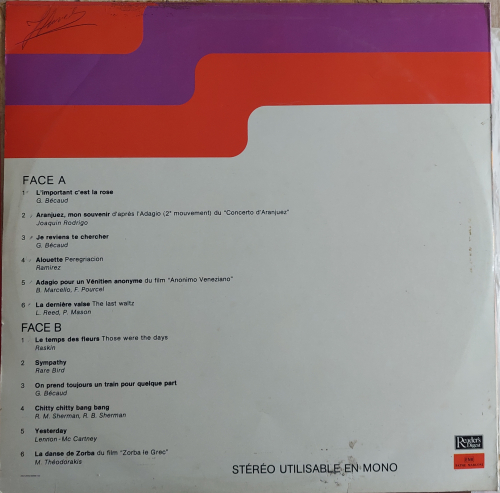 FACE A
1 L'important c'est la rose
G. Bécaud
2 Aranjuez, mon souvenir d'après l'Adagio (2e mouvement) du "Concerto d'Aranjuez"
Joaquin Rodrigo
3 Je reviens te chercher
G. Bécaud
4 Alouette Peregriacion
Ramirez
5 Adagio pour un Vénitien anonyme du film "Anonimo Veneziano"
B. Marcello, F. Pourcel
6 La dernière valse The last waltz
L. Reed, P. Mason
FACE B
1 Le temps des fleurs Those were the days
Raskin
2 Sympathy
Rare Bird
3 On prend toujours un train pour quelque part
G. Bécaud
4 Chitty chitty bang bang
R. M. Sherman, R. B. Sherman
5 Yesterday
Lennon - Mc Cartney
6 La danse de Zorba du film "Zorba le Grec"
M. Théodorakis
Reader's
Digest
STÉRÉO UTILISABLE EN MONO